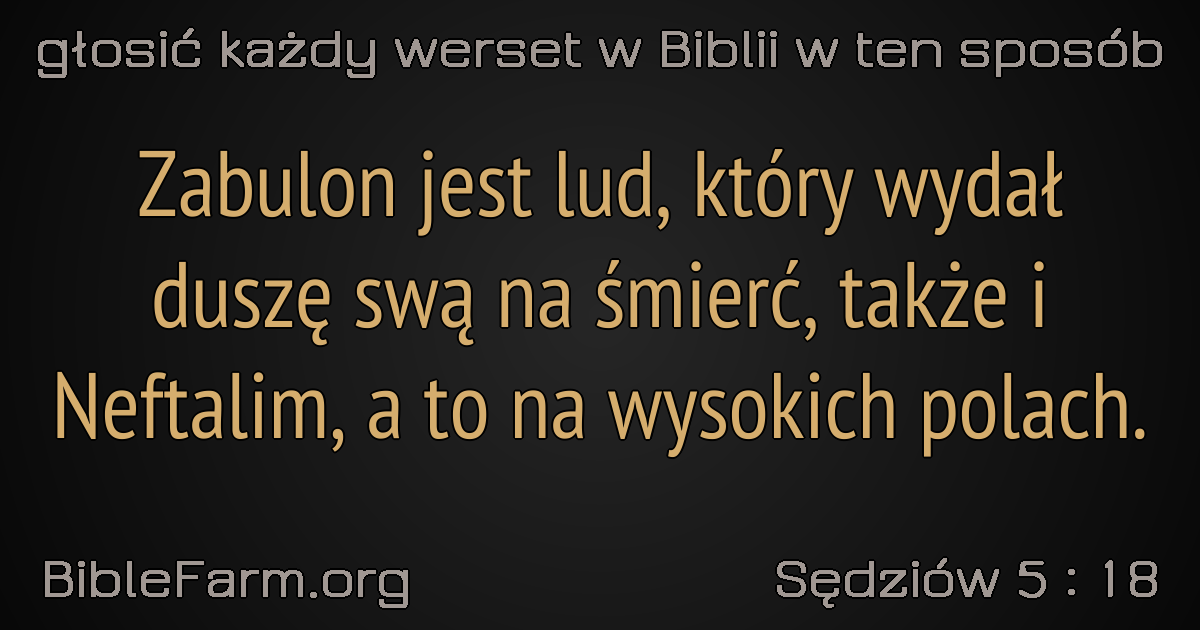 głosić każdy werset w Biblii w ten sposób
Zabulon jest lud, który wydał
duszę swą na śmierć, także i
Neftalim, a to na wysokich polach.
BibleFarm.org
Sędziów 5 : 18